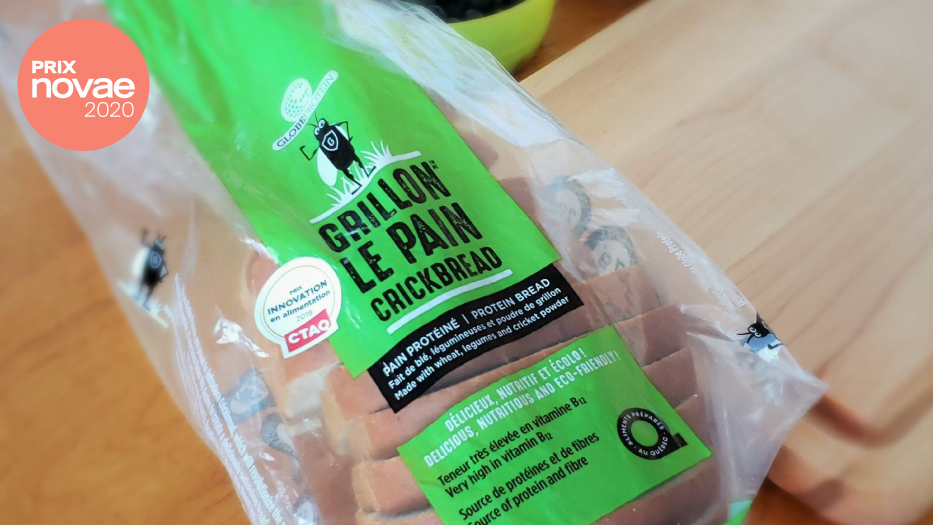 PRIX
novae
2020
GLOBE PROTEIN
G
GRILLON
LE PAIN
CRICKBREAD
PRIX
INNOVATION
en alimentation
2019
CTAQ
PAIN PROTÉINÉ | PROTEIN BREAD
Fait de blé, légumineuses et poudre de grillon
Made with wheat, legumes and cricket powder
DÉLICIEUX, NUTRITIF ET ÉCOLO!
DELICIOUS, NUTRITIOUS AND ECO-FRIENDLY!
Teneur très élevée en vitamine B₁₂
Very high in vitamin B₁₂
Source de protéines et de fibres
Source of protein and fibre
ALIMENTS PRÉPARÉS
AU QUÉBEC